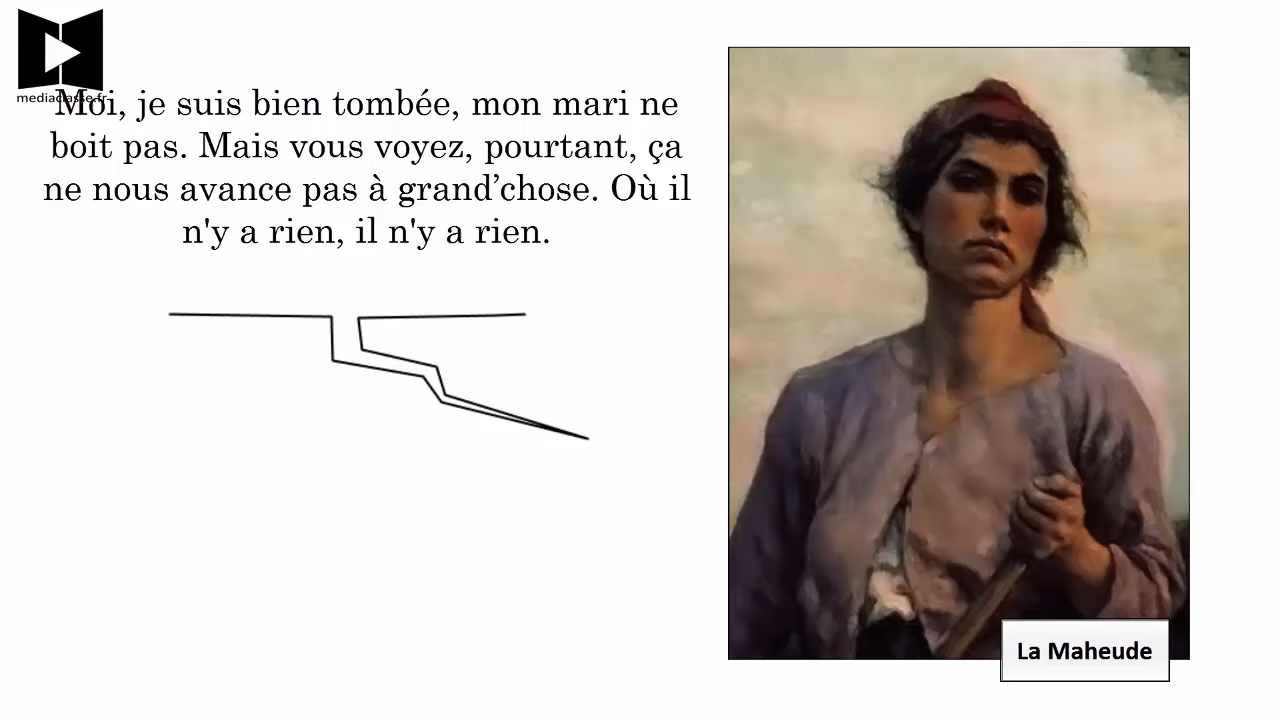 mediaclasse.fr
Moi, je suis bien tombée, mon mari ne
boit pas. Mais vous voyez, pourtant, ça
ne nous avance pas à grand’chose. Où il
n'y a rien, il n'y a rien.
La Maheude